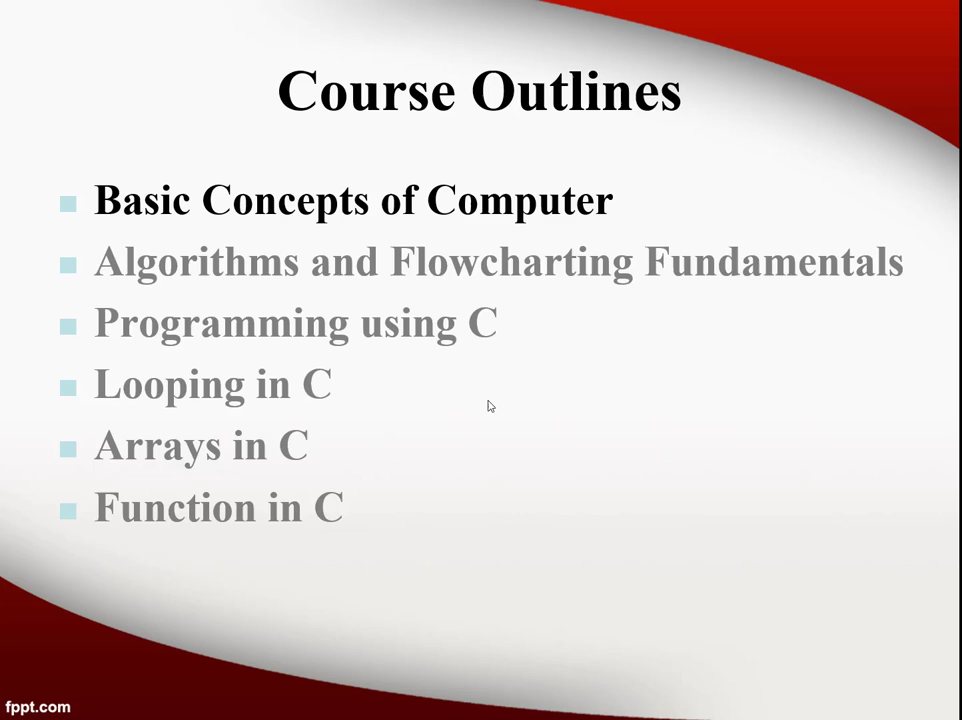 Course Outlines
Basic Concepts of Computer
Algorithms and Flowcharting Fundamentals
Programming using C
Looping in C
Arrays in C
Function in C
fppt.com